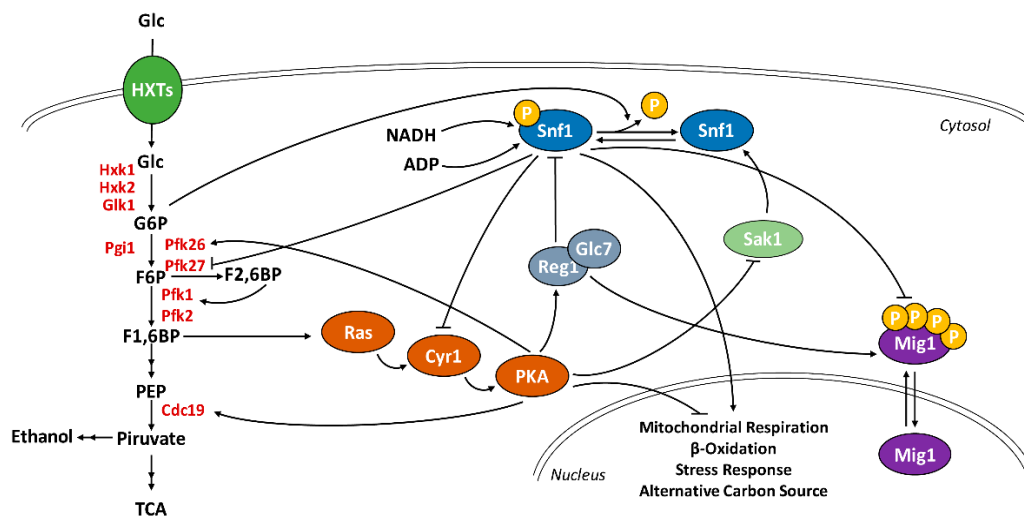 Glc
HXTs
Glc
Hxk1
Hxk2
Glk1
G6P
Pgi1
Pfk26
Pfk27
F6P
F2,6BP
Pfk1
Pfk2
F1,6BP
PEP
Cdc19
Ethanol
Piruvate
TCA
NADH
ADP
P
Snf1
P
Snf1
Cytosol
Sak1
Glc7
Reg1
Ras
Cyr1
PKA
P
P
P
P
Mig1
Mig1
Nucleus
Mitochondrial Respiration
β-Oxidation
Stress Response
Alternative Carbon Source